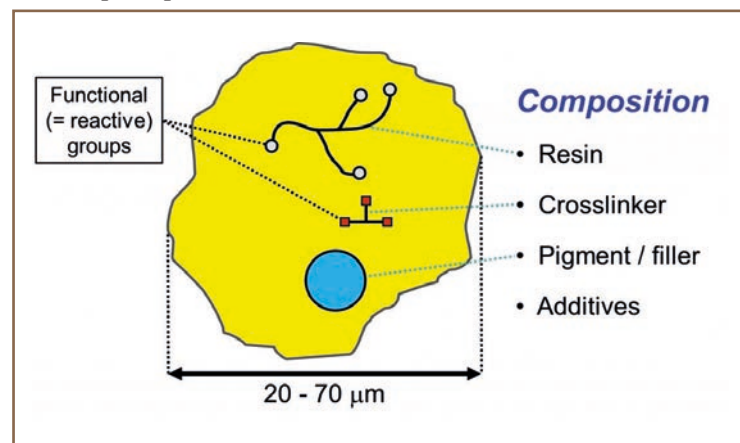 Functional
(= reactive)
groups
Composition
• Resin
• Crosslinker
• Pigment / filler
• Additives
20 - 70 μm